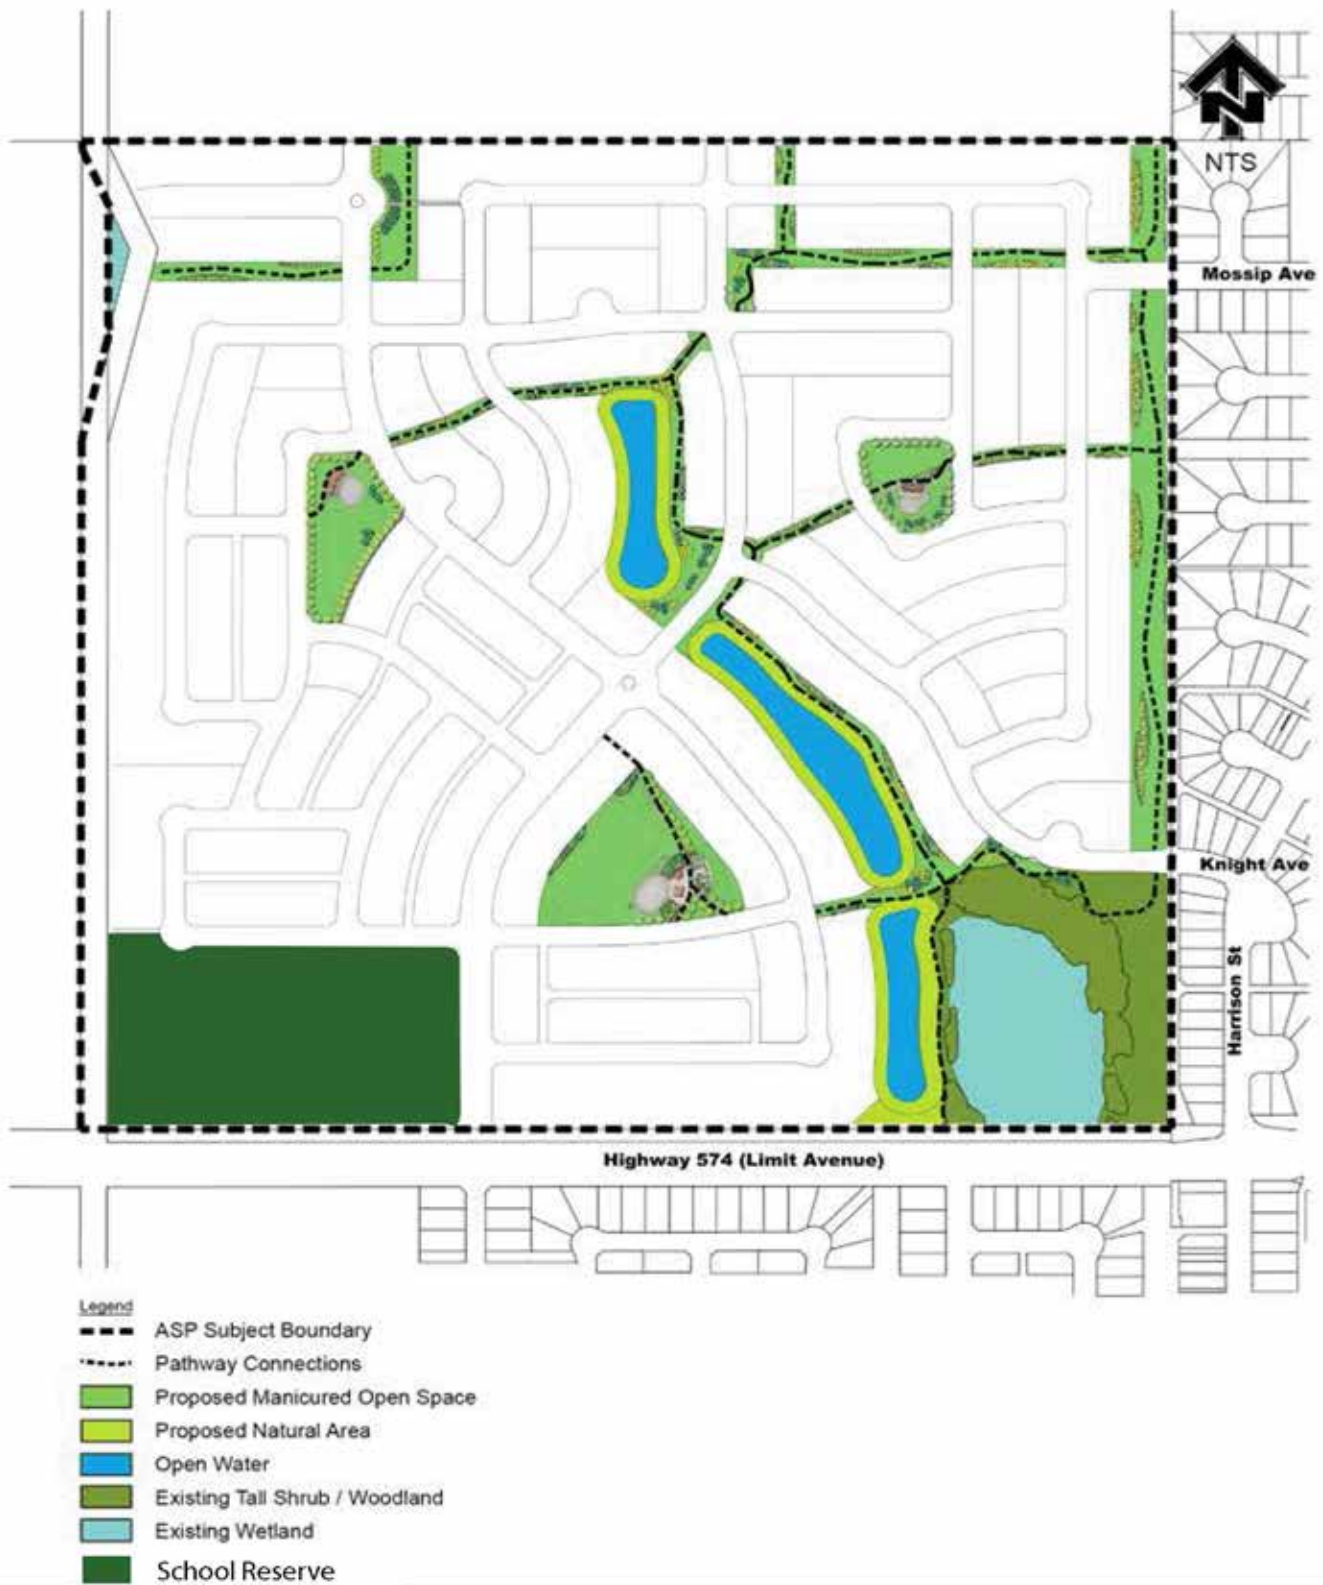 N
NTS
Mossip Ave
Knight Ave
Harrison St
Highway 574 (Limit Avenue)
Legend
ASP Subject Boundary
Pathway Connections
Proposed Manicured Open Space
Proposed Natural Area
Open Water
Existing Tall Shrub / Woodland
Existing Wetland
School Reserve